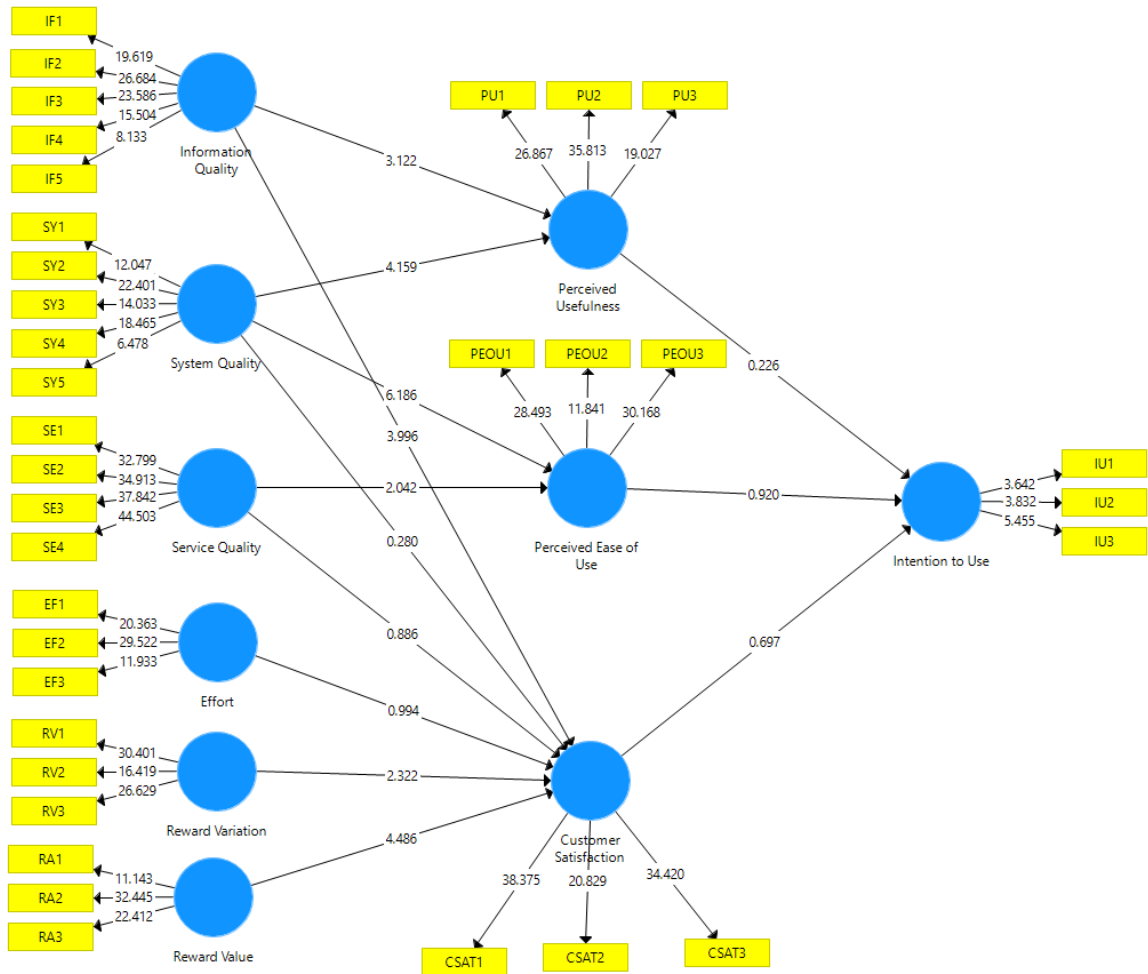 IF1
19.619
IF2
26.684
IF3
23.586
IF4
15.504
IF5
8.133
Information
Quality
SY1
12.047
SY2
22.401
SY3
14.033
SY4
18.465
SY5
6.478
System Quality
SE1
32.799
SE2
34.913
SE3
37.842
SE4
44.503
Service Quality
EF1
20.363
EF2
29.522
EF3
11.933
Effort
RV1
30.401
RV2
16.419
RV3
26.629
Reward Variation
RA1
11.143
RA2
32.445
RA3
22.412
Reward Value
3.122
4.159
6.186
3.996
2.042
0.280
0.886
0.994
2.322
4.486
PU1 PU2 PU3
26.867 35.813 19.027
Perceived
Usefulness
PEOU1 PEOU2 PEOU3
28.493 11.841 30.168
Perceived Ease of
Use
Customer
Satisfaction
38.375 20.829 34.420
CSAT1 CSAT2 CSAT3
0.226
0.920
0.697
IU1
3.642
IU2
3.832
IU3
5.455
Intention to Use